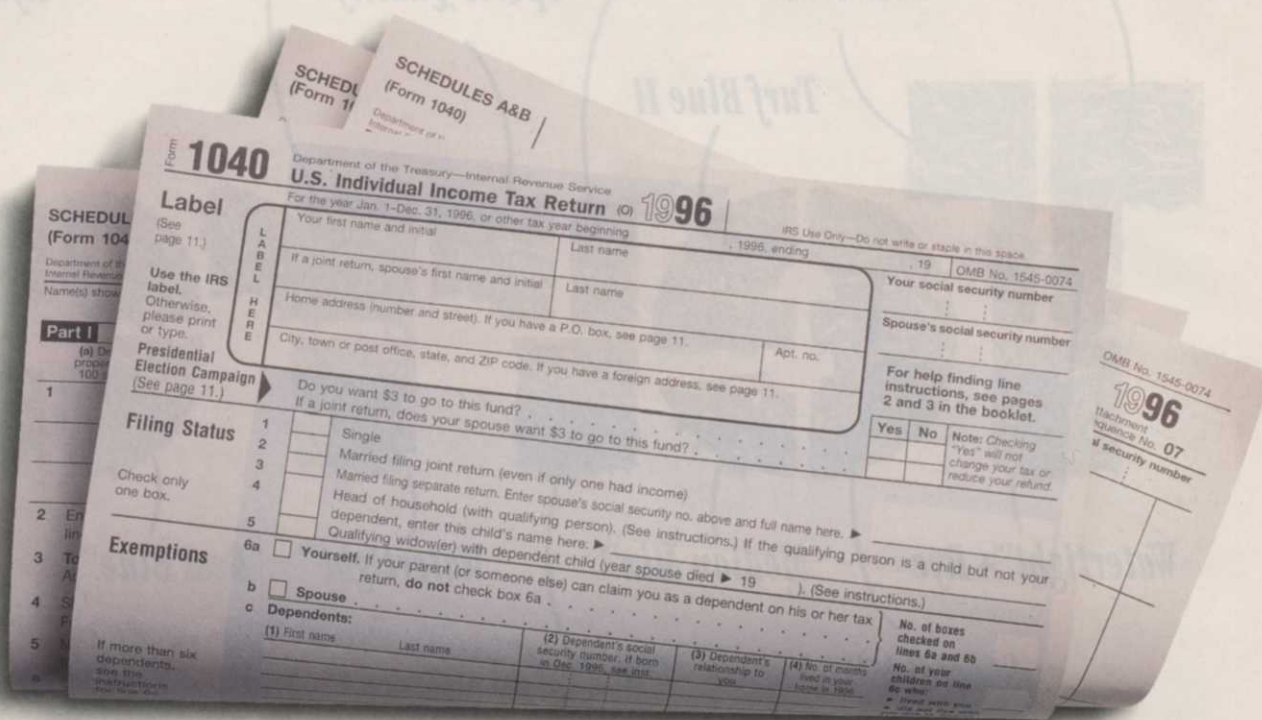 SCHEDU
(Form 1
SCHEDULES A&B
(Form 1040)
Form 1040
Department of the Treasury—Internal Revenue Service
U.S. Individual Income Tax Return (O) 1996
IRS Use Only—Do not write or staple in this space.
For the year Jan. 1–Dec. 31, 1996, or other tax year beginning , 1996, ending , 19 OMB No. 1545-0074
Label
(See
page 11.)
Use the IRS
label.
Otherwise,
please print
or type.
LABEL HERE
Your first name and initial Last name
Your social security number
If a joint return, spouse's first name and initial Last name
Spouse's social security number
Home address (number and street). If you have a P.O. box, see page 11. Apt. no.
City, town or post office, state, and ZIP code. If you have a foreign address, see page 11.
For help finding line
instructions, see pages
2 and 3 in the booklet.
Presidential
Election Campaign
(See page 11.)
Do you want $3 to go to this fund?
If a joint return, does your spouse want $3 to go to this fund?
Yes No Note: Checking
"Yes" will not
change your tax or
reduce your refund.
Filing Status
Check only
one box.
1 Single
2 Married filing joint return (even if only one had income)
3 Married filing separate return. Enter spouse's social security no. above and full name here. ▶
4 Head of household (with qualifying person). (See instructions.) If the qualifying person is a child but not your
dependent, enter this child's name here. ▶
5 Qualifying widow(er) with dependent child (year spouse died ▶ 19 ). (See instructions.)
Exemptions
6a Yourself. If your parent (or someone else) can claim you as a dependent on his or her tax
return, do not check box 6a
b Spouse
c Dependents:
(1) First name Last name
(2) Dependent's social
security number. If born
in Dec. 1996, see inst.
(3) Dependent's
relationship to
you
(4) No. of months
lived in your
home in 1996
No. of boxes
checked on
lines 6a and 6b
No. of your
children on line
6c who:
If more than six
dependents,
see the
instructions
SCHEDUL
(Form 104
Department of th
Internal Revenue
Name(s) show
Part I
1
2 En
3 To
4
5
OMB No. 1545-0074
1996
ttachment
equence No. 07
al security number
Turf Blue II